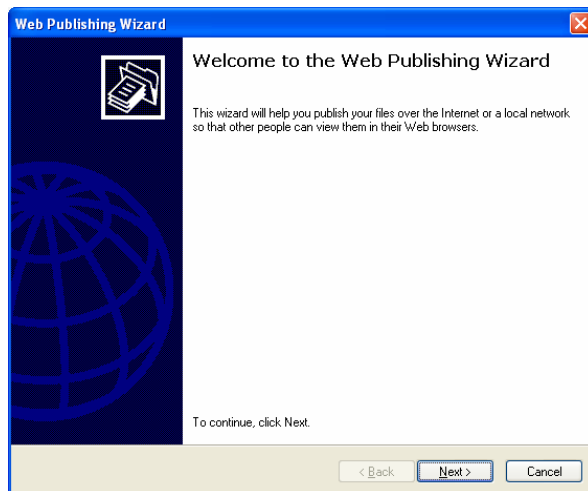 Web Publishing Wizard
Welcome to the Web Publishing Wizard
This wizard will help you publish your files over the Internet or a local network
so that other people can view them in their Web browsers.
To continue, click Next.
< Back Next > Cancel